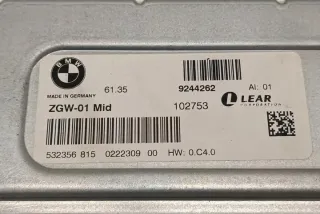 BMW
MADE IN GERMANY
61.35
9244262
AI: 01
ZGW-01 Mid
102753
LEAR
CORPORATION
532356 815 0222309 00 HW: 0.C4.0